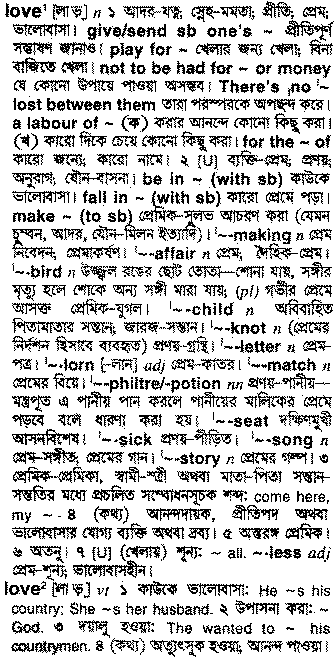 love¹ [লাভ়্] n ১ আদর-যত্ন; স্নেহ-মমতা; প্রীতি; প্রেম;
ভালোবাসা। give/send sb one's ~ প্রীতিপূর্ণ
সম্ভাষণ জানাও। play for ~ খেলার জন্য খেলা; বিনা
বাজিতে খেলা। not to be had for ~ or money
যে কোনো উপায়ে পাওয়া অসম্ভব। There's no ~
lost between them তারা পরস্পরকে অপছন্দ করে।
a labour of ~ (ক) করার আনন্দে কোনো কিছু করা।
(খ) কারো দিকে চেয়ে কোনো কিছু করা। for the ~ of
কারো জন্যে; কারো নামে। ২ [U] ব্যক্তি-প্রেম; প্রণয়;
অনুরাগ; যৌন-বাসনা। be in ~ (with sb) কাউকে
ভালোবাসা। fall in ~ (with sb) কারো প্রেমে পড়া।
make ~ (to sb) প্রেমিক-সুলভ আচরণ করা (যেমন
চুম্বন, আদর, যৌন-মিলন ইত্যাদি)। '~-making n প্রেম
নিবেদন, প্রেমাকর্ষণ। '~-affair n প্রেম; দৈহিক প্রেম।
'~-bird n উজ্জ্বল রঙের ছোট তোতা—শোনা যায়, সঙ্গীর
মৃত্যু হলে শোকে অন্য সঙ্গী মারা যায়; (pl) গভীর প্রেমে
আসক্ত প্রেমিক-যুগল। '~-child n অবিবাহিত
পিতামাতার সন্তান; জারজ-সন্তান। '~-knot n (প্রেমের
নিদর্শন হিসাবে ব্যবহৃত) প্রণয়-গ্রন্থি। '~-letter n প্রেম-
পত্র। '~-lorn [-লান্] adj প্রেম-কাতর। '~-match n
প্রেমের বিয়ে। '~-philtre/-potion nn প্রণয়-পানীয়—
মন্ত্রপূত এ পানীয় পান করলে পানীয়ের মালিকের প্রেমে
পড়বে বলে ধারণা করা হয়। '~-seat দক্ষিণমুখী
আসনবিশেষ। '~-sick প্রণয়-পীড়িত। '~-song n
প্রেম-সঙ্গীত; প্রেমের গান। '~-story n প্রেমের গল্প। ৩
প্রেমিক-প্রেমিকা, স্বামী-স্ত্রী অথবা মাতা-পিতা সন্তান-
সন্ততির মধ্যে প্রচলিত সম্বোধনসূচক শব্দ: come here,
my ~. ৪ (কথ্য) আনন্দদায়ক, প্রীতিপদ অথবা
ভালোবাসার যোগ্য ব্যক্তি অথবা দ্রব্য। ৫ অন্তরঙ্গ প্রেমিক।
৬ অতনু। ৭ [U] (খেলায়) শূন্য: ~ all. ~-less adj
প্রেম-শূন্য; ভালোবাসাহীন।
love² [লাভ়্] vt ১ কাউকে ভালোবাসা: He ~s his
country; She ~s her husband. ২ উপাসনা করা: ~
God. ৩ দয়ালু হওয়া: The wanted to ~ his
countrymen. ৪ (কথ্য) অত্যুৎসুক হওয়া; আনন্দ পাওয়া।